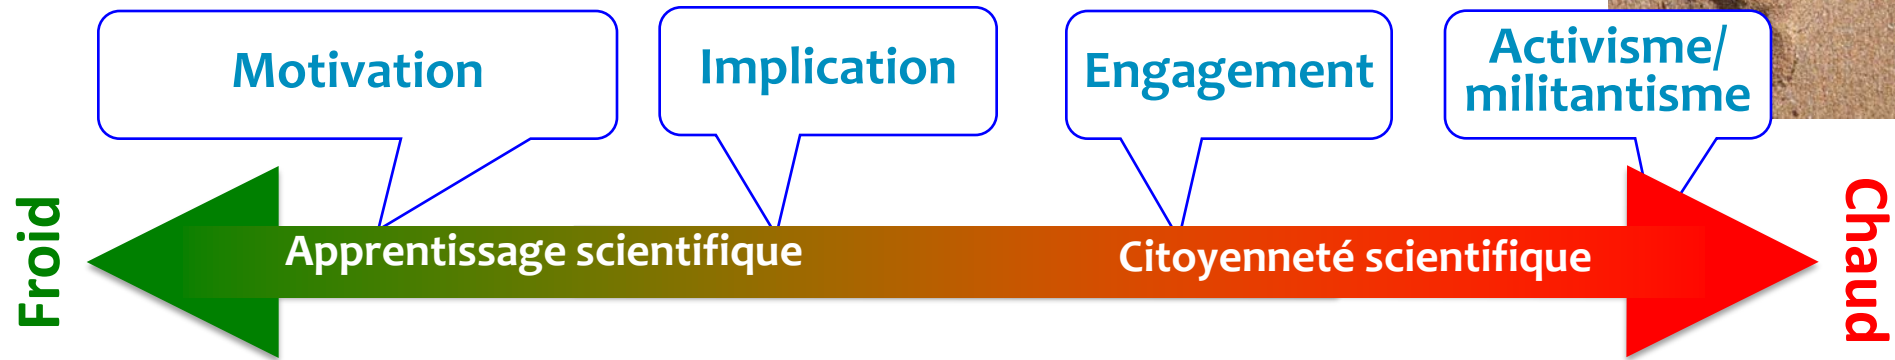 Motivation
Implication
Engagement
Activisme/
militantisme
Froid
Apprentissage scientifique
Citoyenneté scientifique
Chaud